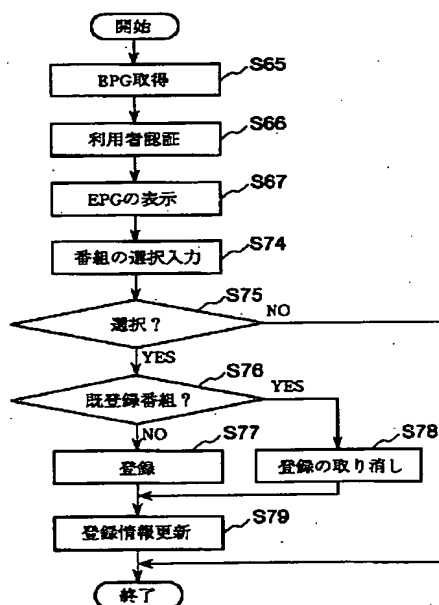 開始
S65
EPG取得
S66
利用者認証
S67
EPGの表示
S74
番組の選択入力
S75
選択？
NO
YES
S76
既登録番組？
YES
NO
S77
登録
S78
登録の取り消し
S79
登録情報更新
終了